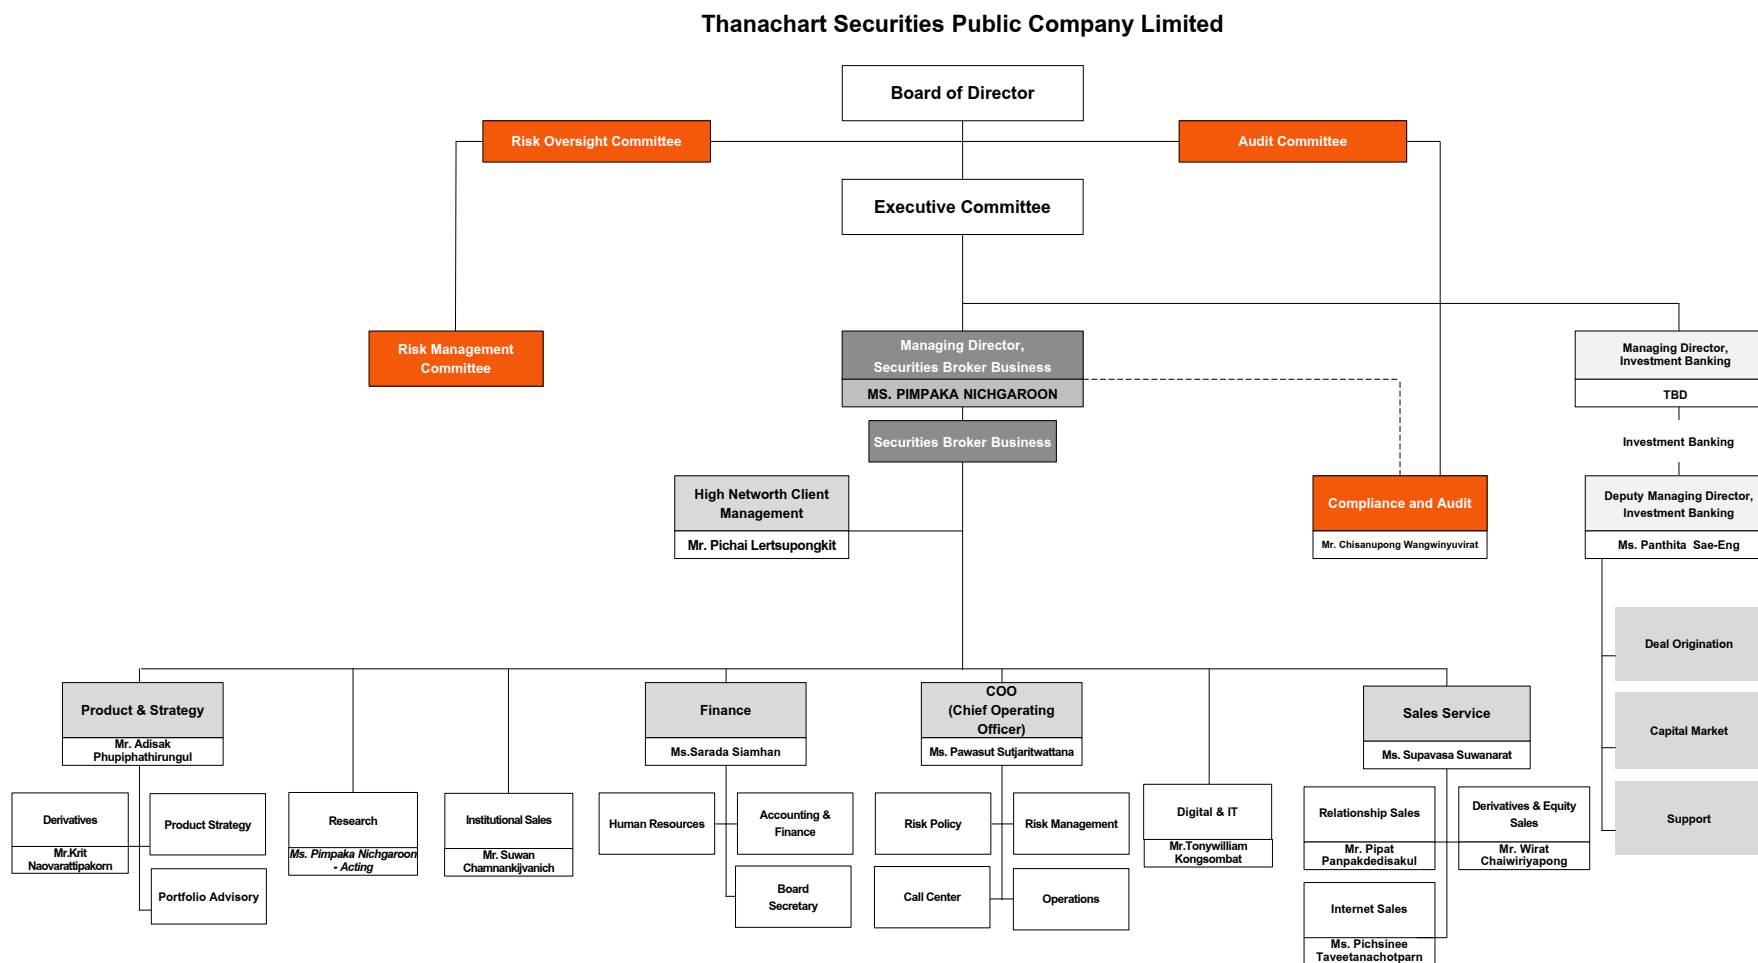 Thanachart Securities Public Company Limited
Board of Director
Risk Oversight Committee
Audit Committee
Executive Committee
Risk Management
Committee
Managing Director,
Securities Broker Business
MS. PIMPAKA NICHGAROON
Managing Director,
Investment Banking
TBD
Securities Broker Business
Investment Banking
High Networth Client
Management
Mr. Pichai Lertsupongkit
Compliance and Audit
Mr. Chisanupong Wangwinyuvirat
Deputy Managing Director,
Investment Banking
Ms. Panthita  Sae-Eng
Deal Origination
Capital Market
Support
Product & Strategy
Mr. Adisak
Phupiphathirungul
Finance
Ms.Sarada Siamhan
COO
(Chief Operating
Officer)
Ms. Pawasut Sutjaritwattana
Sales Service
Ms. Supavasa Suwanarat
Derivatives
Mr.Krit
Naovarattipakorn
Product Strategy
Portfolio Advisory
Research
Ms. Pimpaka Nichgaroon
- Acting
Institutional Sales
Mr. Suwan
Chamnankijvanich
Human Resources
Accounting &
Finance
Board
Secretary
Risk Policy
Risk Management
Call Center
Operations
Digital & IT
Mr.Tonywilliam
Kongsombat
Relationship Sales
Mr. Pipat
Panpakdedisakul
Derivatives & Equity
Sales
Mr. Wirat
Chaiwiriyapong
Internet Sales
Ms. Pichsinee
Taveetanachotparn